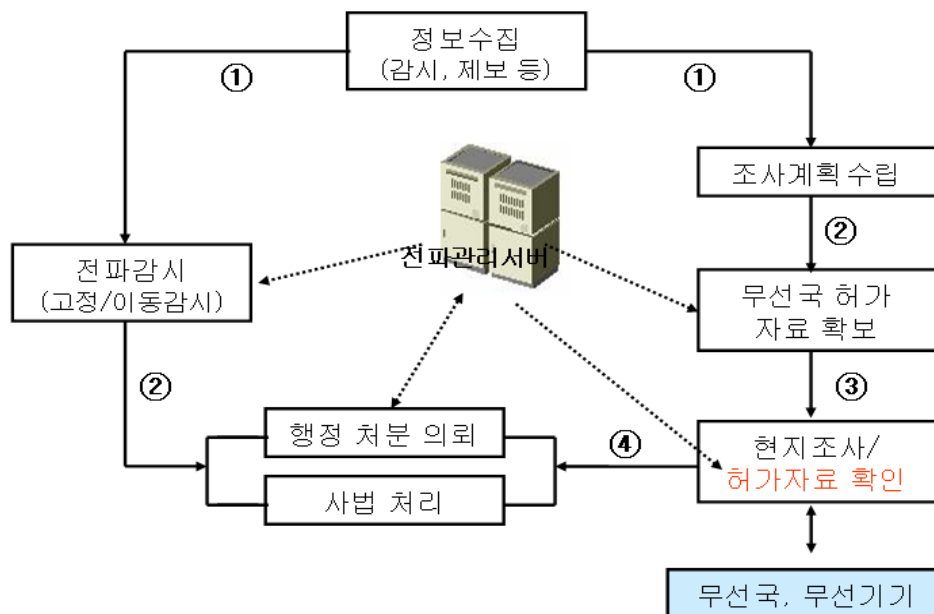 정보수집
(감시, 제보 등)
①
①
조사계획 수립
②
전파관리서버
전파감시
(고정/이동감시)
무선국 허가
자료 확보
②
③
행정 처분 의뢰
사법 처리
④
현지조사/
허가자료 확인
무선국, 무선기기